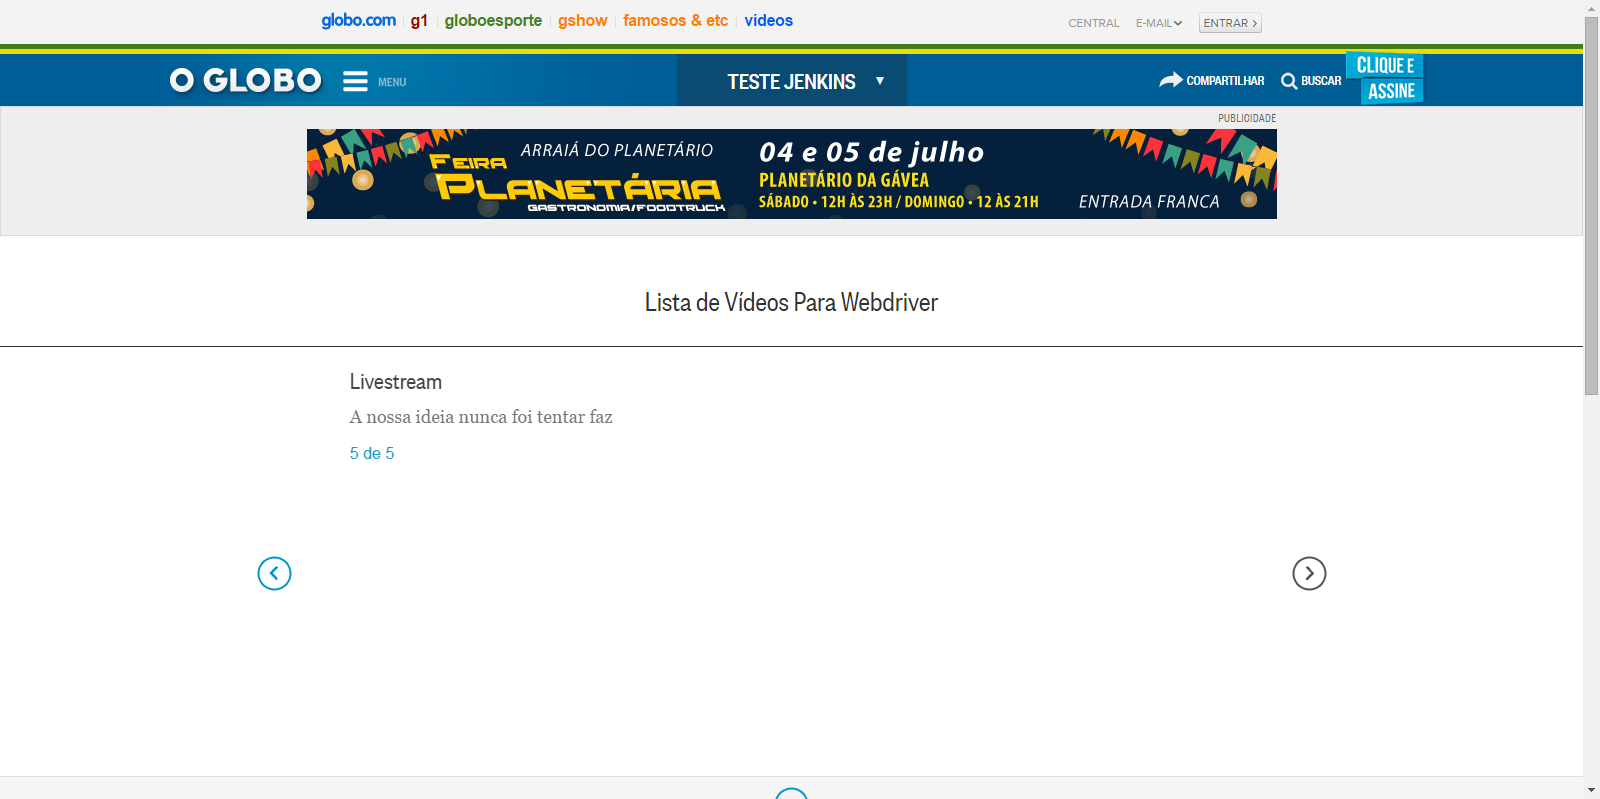 globo.com g1 globoesporte gshow famosos & etc vídeos
CENTRAL E-MAIL ENTRAR
O GLOBO MENU TESTE JENKINS COMPARTILHAR BUSCAR CLIQUE E
ASSINE
PUBLICIDADE
FEIRA
PLANETÁRIA
GASTRONOMIA/FOODTRUCK
ARRAIÁ DO PLANETÁRIO
04 e 05 de julho
PLANETÁRIO DA GÁVEA
SÁBADO • 12H ÀS 23H / DOMINGO • 12 ÀS 21H
ENTRADA FRANCA
Lista de Vídeos Para Webdriver
Livestream
A nossa ideia nunca foi tentar faz
5 de 5